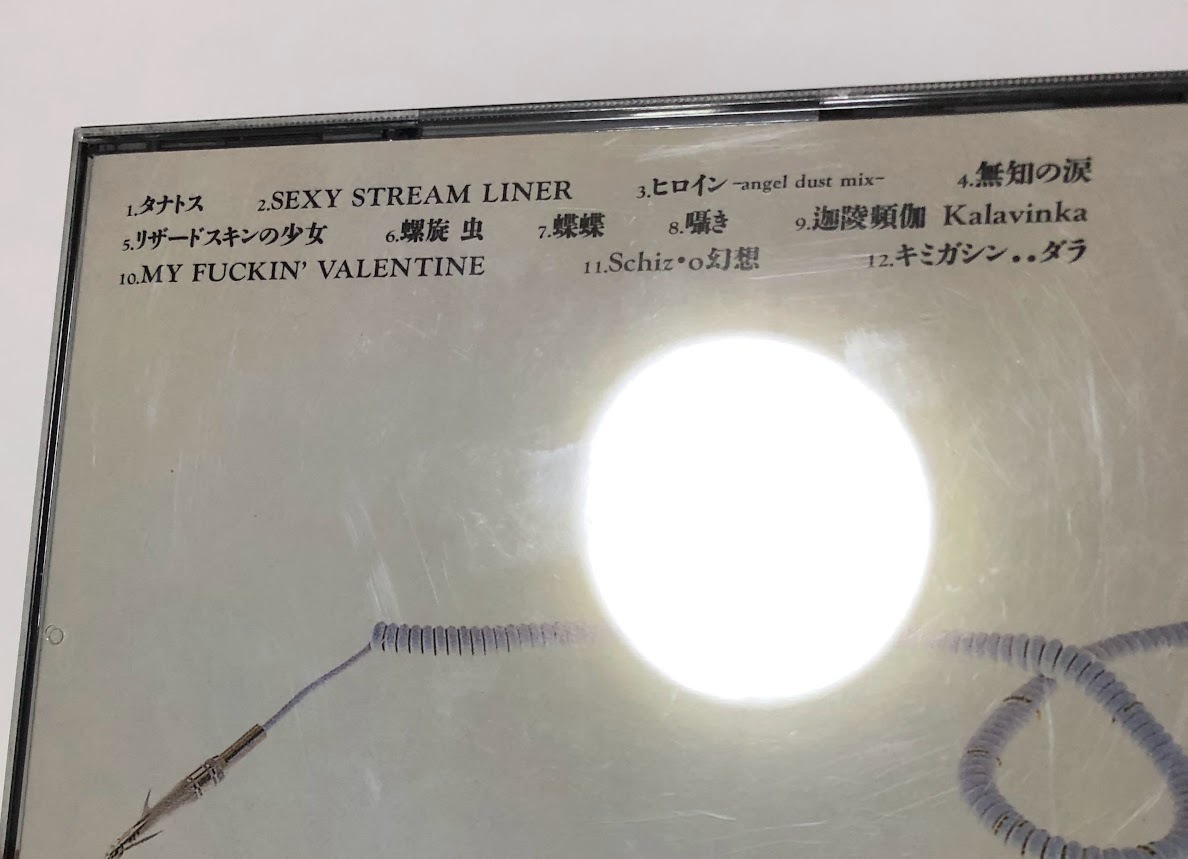 1.タナトス 2.SEXY STREAM LINER 3.ヒロイン-angel dust mix- 4.無知の涙
5.リザードスキンの少女 6.螺旋 虫 7.蝶蝶 8.囁き 9.迦陵頻伽 Kalavinka
10.MY FUCKIN' VALENTINE 11.Schiz・o幻想 12.キミガシン..ダラ